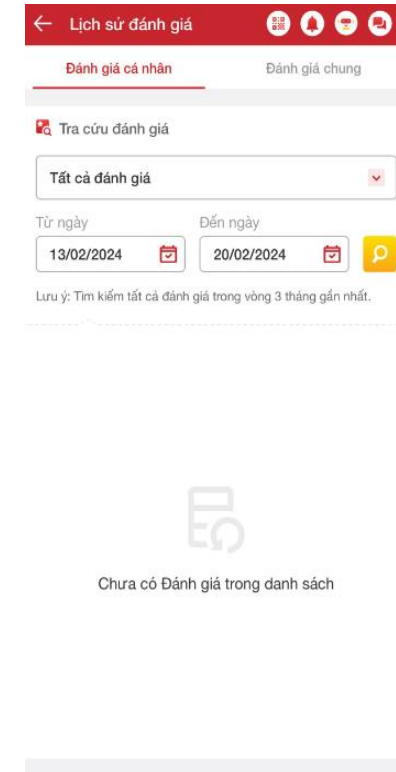 Lịch sử đánh giá
Đánh giá cá nhân Đánh giá chung
Tra cứu đánh giá
Tất cả đánh giá
Từ ngày Đến ngày
13/02/2024 20/02/2024
Lưu ý: Tìm kiếm tất cả đánh giá trong vòng 3 tháng gần nhất.
Chưa có Đánh giá trong danh sách